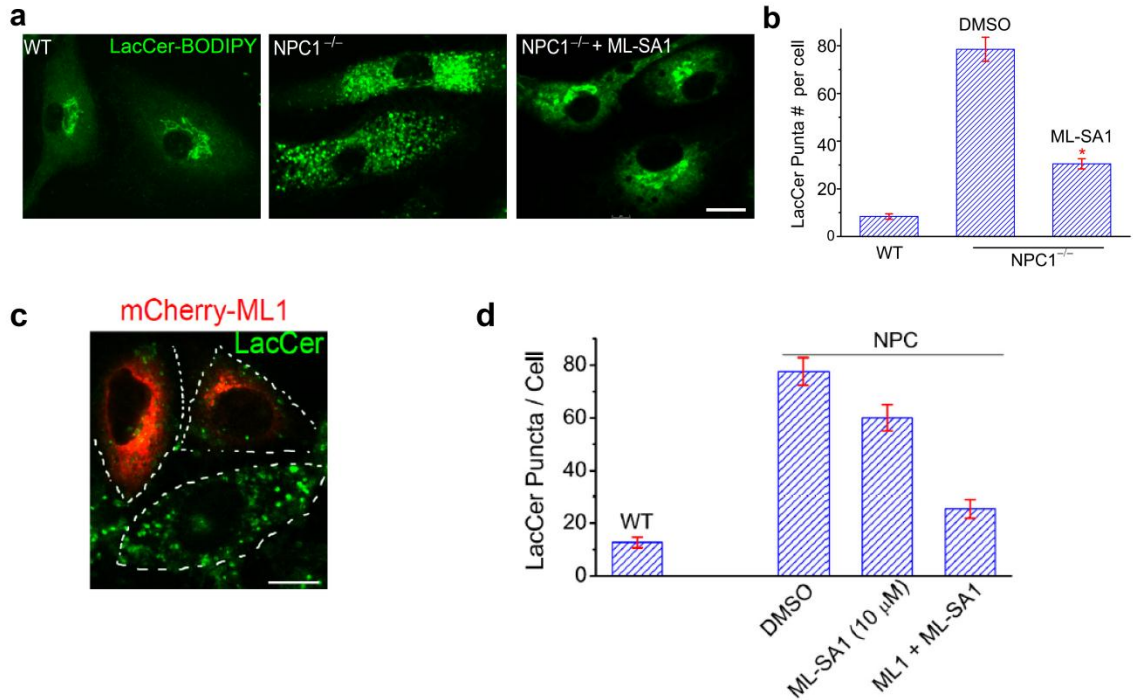 a
WT
LacCer-BODIPY
NPC1⁻/⁻
NPC1⁻/⁻ + ML-SA1
b
LacCer Punta # per cell
80
60
40
20
0
DMSO
ML-SA1
*
WT
NPC1⁻/⁻
c
mCherry-ML1
LacCer
d
LacCer Puncta / Cell
80
60
40
20
0
NPC
WT
DMSO
ML-SA1 (10 μM)
ML1 + ML-SA1